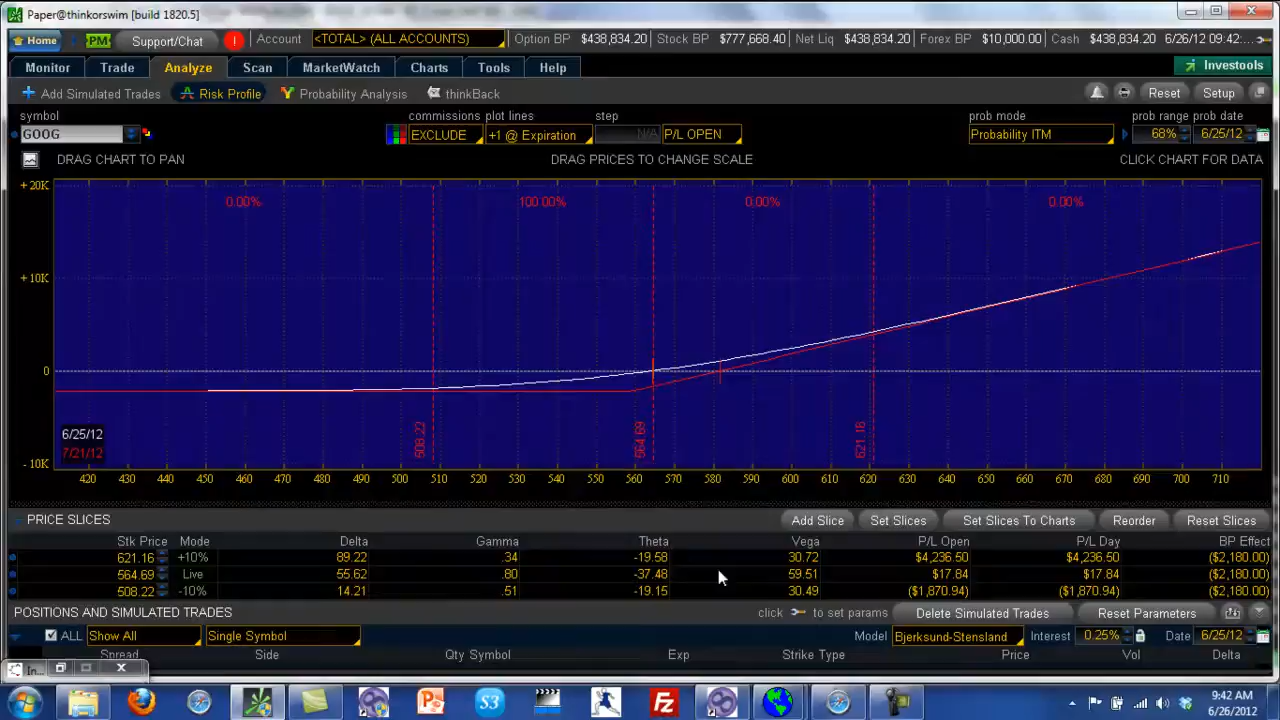 Paper@thinkorswim [build 1820.5]
Home PM Support/Chat ! Account <TOTAL> (ALL ACCOUNTS) Option BP $438,834.20 Stock BP $777,668.40 Net Liq $438,834.20 Forex BP $10,000.00 Cash $438,834.20 6/26/12 09:42:...
Monitor Trade Analyze Scan MarketWatch Charts Tools Help Investools
Add Simulated Trades Risk Profile Probability Analysis thinkBack Reset Setup
symbol commissions plot lines step prob mode prob range prob date
GOOG EXCLUDE +1 @ Expiration N/A P/L OPEN Probability ITM 68% 6/25/12
DRAG CHART TO PAN DRAG PRICES TO CHANGE SCALE CLICK CHART FOR DATA
+20K
0.00% 100.00% 0.00% 0.00%
+10K
0
508.22 564.69 621.16
6/25/12
7/21/12
-10K
420 430 440 450 460 470 480 490 500 510 520 530 540 550 560 570 580 590 600 610 620 630 640 650 660 670 680 690 700 710
PRICE SLICES Add Slice Set Slices Set Slices To Charts Reorder Reset Slices
Stk Price Mode Delta Gamma Theta Vega P/L Open P/L Day BP Effect
621.16 +10% 89.22 .34 -19.58 30.72 $4,236.50 $4,236.50 ($2,180.00)
564.69 Live 55.62 .80 -37.48 59.51 $17.84 $17.84 ($2,180.00)
508.22 -10% 14.21 .51 -19.15 30.49 ($1,870.94) ($1,870.94) ($2,180.00)
POSITIONS AND SIMULATED TRADES click to set params Delete Simulated Trades Reset Parameters
ALL Show All Single Symbol Model Bjerksund-Stensland Interest 0.25% Date 6/25/12
Spread Side Qty Symbol Exp Strike Type Price Vol Delta
In...
S3 Fz
9:42 AM
6/26/2012